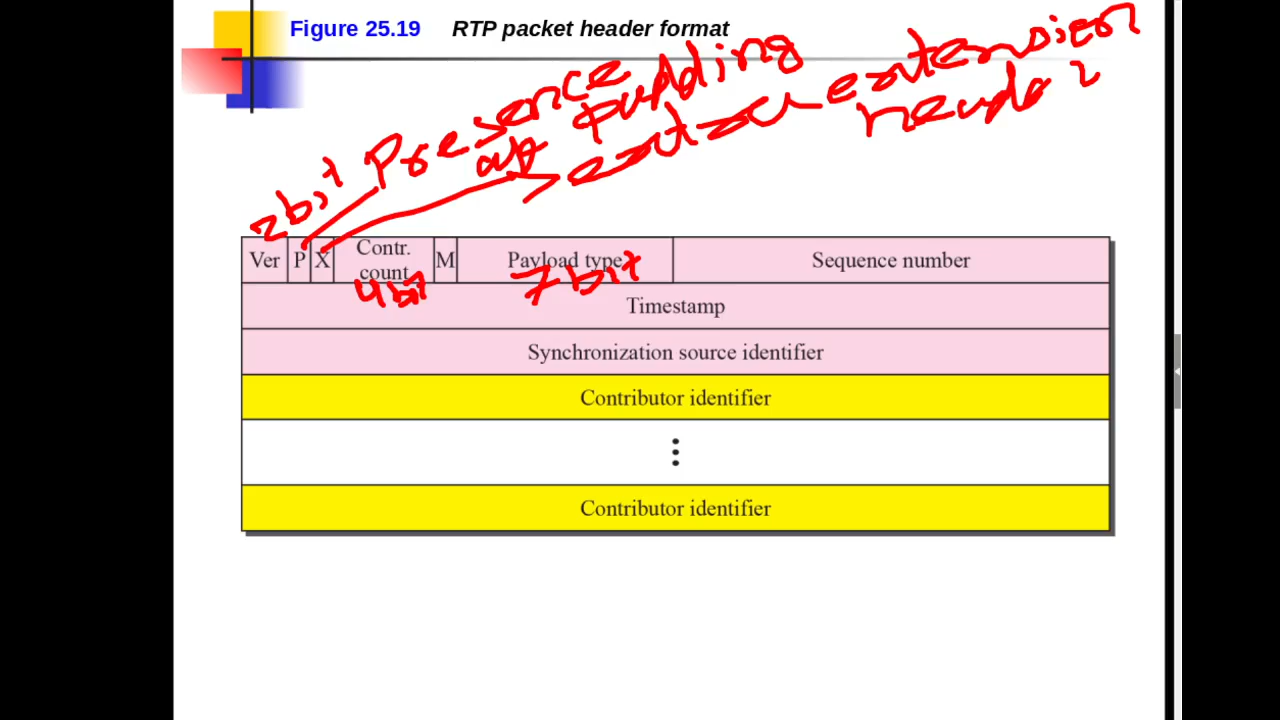 Figure 25.19 RTP packet header format
2bit Presence of padding
extra extension header
Ver P X Contr. count M Payload type Sequence number
4bit 7bit
Timestamp
Synchronization source identifier
Contributor identifier
Contributor identifier